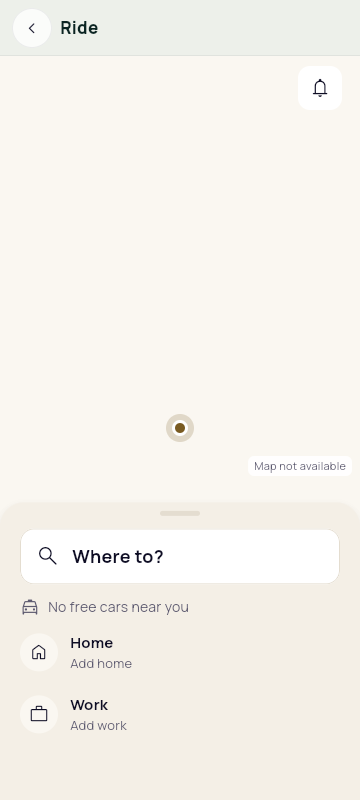 Ride
Map not available
Where to?
No free cars near you
Home
Add home
Work
Add work